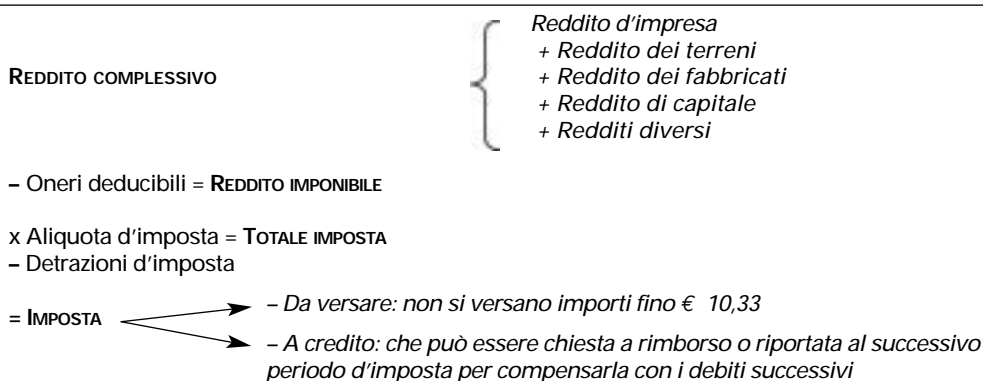 Reddito d'impresa
+ Reddito dei terreni
REDDITO COMPLESSIVO
+ Reddito dei fabbricati
+ Reddito di capitale
+ Redditi diversi
– Oneri deducibili = REDDITO IMPONIBILE
x Aliquota d'imposta = TOTALE IMPOSTA
– Detrazioni d'imposta
= IMPOSTA
– Da versare: non si versano importi fino € 10,33
– A credito: che può essere chiesta a rimborso o riportata al successivo
periodo d'imposta per compensarla con i debiti successivi